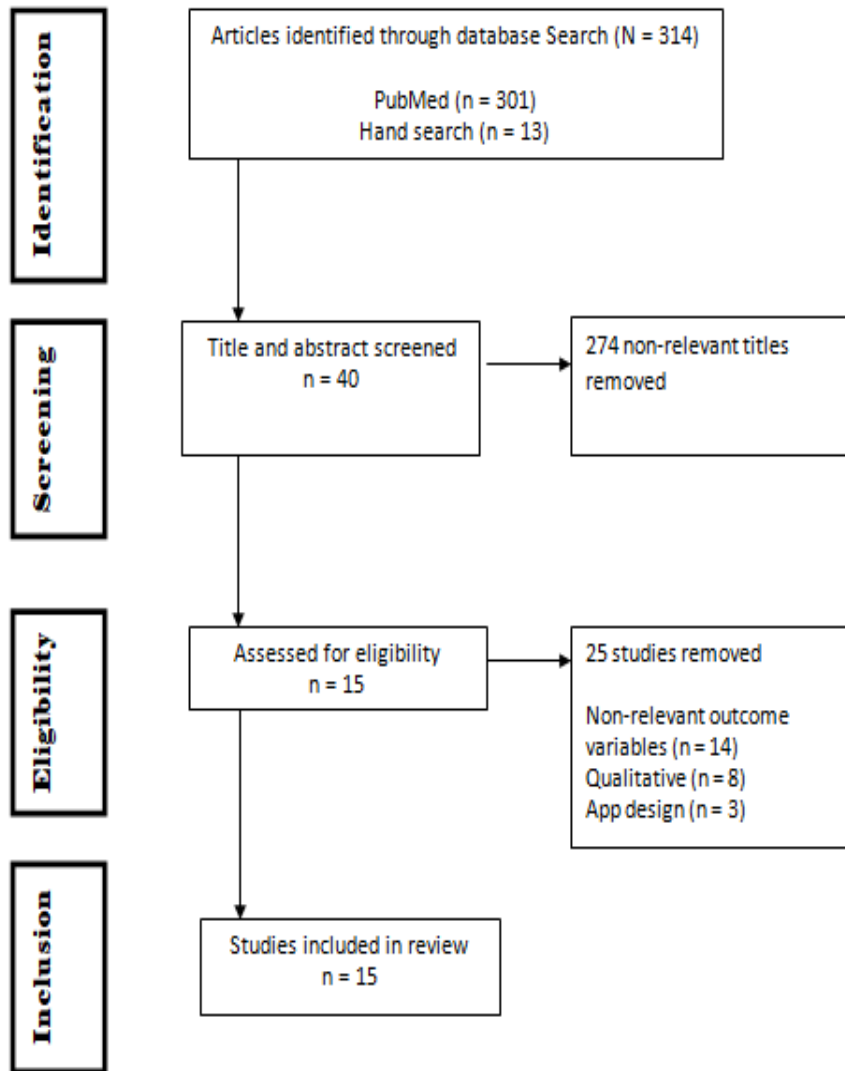 Identification
Articles identified through database Search (N = 314)
PubMed (n = 301)
Hand search (n = 13)
Screening
Title and abstract screened
n = 40
274 non-relevant titles
removed
Eligibility
Assessed for eligibility
n = 15
25 studies removed
Non-relevant outcome
variables (n = 14)
Qualitative (n = 8)
App design (n = 3)
Inclusion
Studies included in review
n = 15